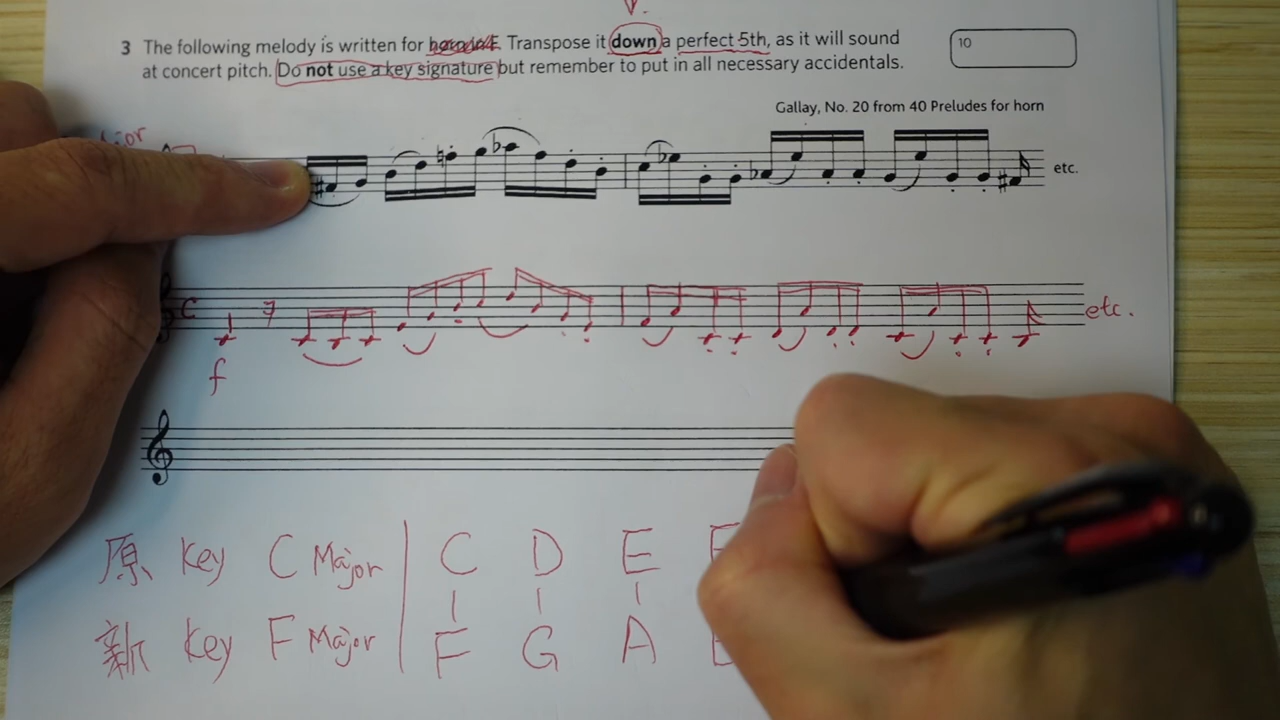 3 The following melody is written for horn in F. Transpose it down a perfect 5th, as it will sound
10
at concert pitch. Do not use a key signature but remember to put in all necessary accidentals.
Gallay, No. 20 from 40 Preludes for horn
etc.
C
etc.
f
原 Key C Major C D E
新 Key F Major F G A